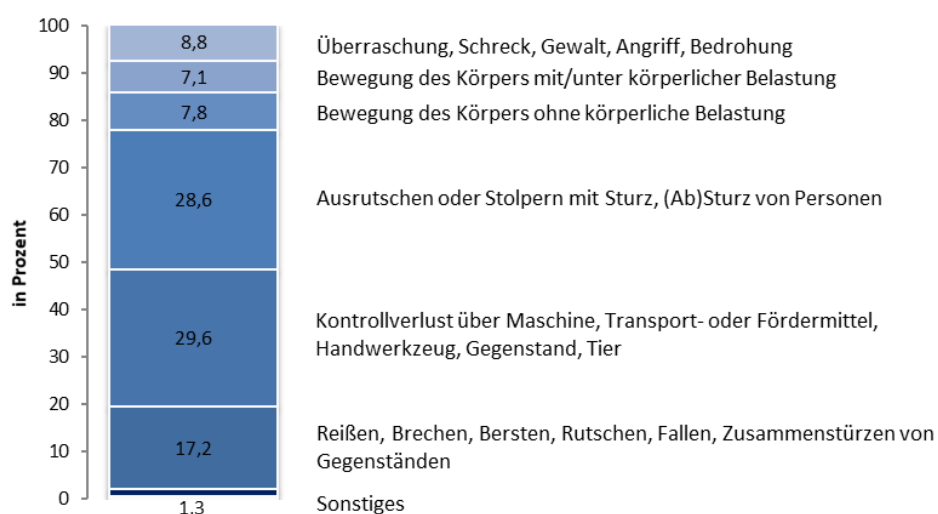 100
8,8
Überraschung, Schreck, Gewalt, Angriff, Bedrohung
90
7,1
Bewegung des Körpers mit/unter körperlicher Belastung
80
7,8
Bewegung des Körpers ohne körperliche Belastung
70
28,6
Ausrutschen oder Stolpern mit Sturz, (Ab)Sturz von Personen
60
in Prozent
50
40
29,6
Kontrollverlust über Maschine, Transport- oder Fördermittel,
Handwerkzeug, Gegenstand, Tier
30
20
17,2
Reißen, Brechen, Bersten, Rutschen, Fallen, Zusammenstürzen von
Gegenständen
10
0
1,3
Sonstiges